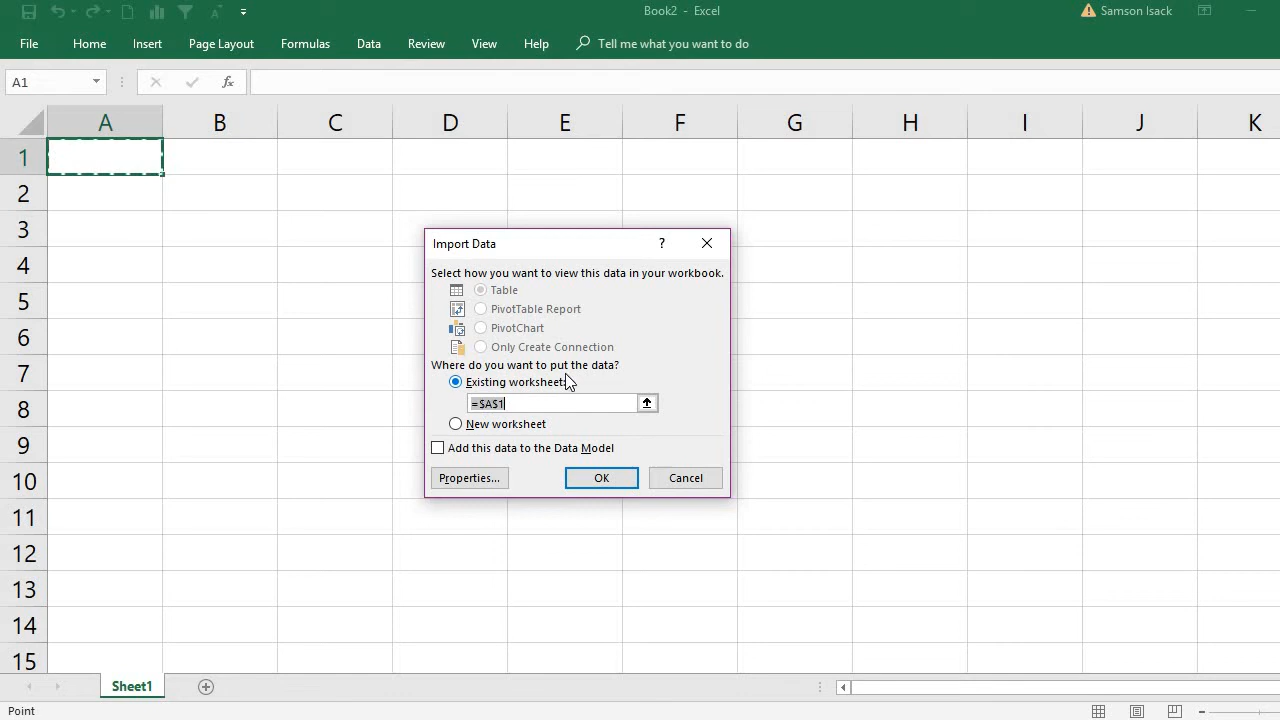 Book2 - Excel
Samson Isack
File Home Insert Page Layout Formulas Data Review View Help Tell me what you want to do
A1 fx
A B C D E F G H I J K
1
2
3
4
5
6
7
8
9
10
11
12
13
14
15
Import Data ?
Select how you want to view this data in your workbook.
Table
PivotTable Report
PivotChart
Only Create Connection
Where do you want to put the data?
Existing worksheet:
=$A$1
New worksheet
Add this data to the Data Model
Properties... OK Cancel
Sheet1
Point